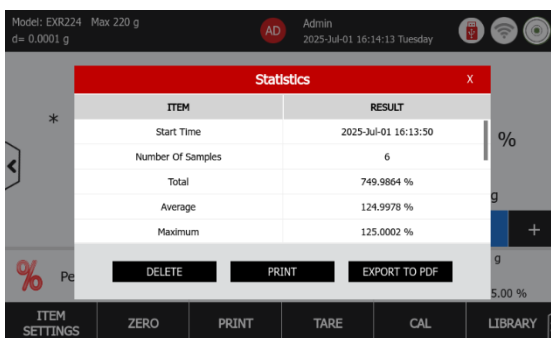 Model: EXR224 Max 220 g
d= 0.0001 g
AD
Admin
2025-Jul-01 16:14:13 Tuesday
Statistics
X
ITEM RESULT
Start Time 2025-Jul-01 16:13:50
Number Of Samples 6
Total 749.9864 %
Average 124.9978 %
Maximum 125.0002 %
DELETE PRINT EXPORT TO PDF
*
%
g
+
% Pe
g
5.00 %
ITEM SETTINGS
ZERO
PRINT
TARE
CAL
LIBRARY